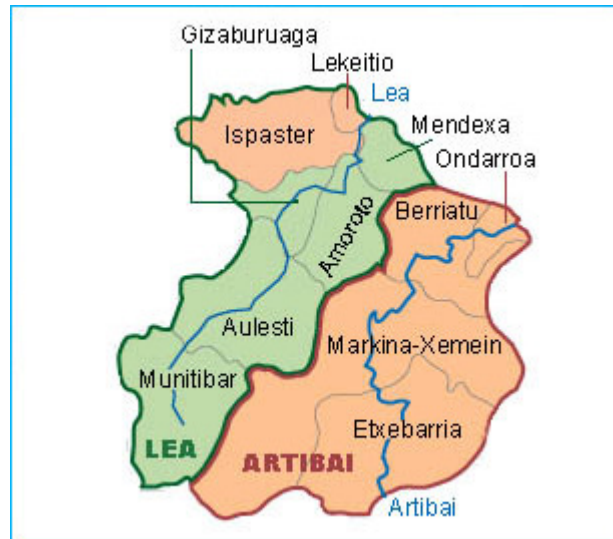 Gizaburuaga
Lekeitio
Lea
Mendexa
Ispaster
Ondarroa
Berriatu
Amoroto
Aulesti
Markina-Xemein
Munitibar
Etxebarria
LEA
ARTIBAI
Artibai